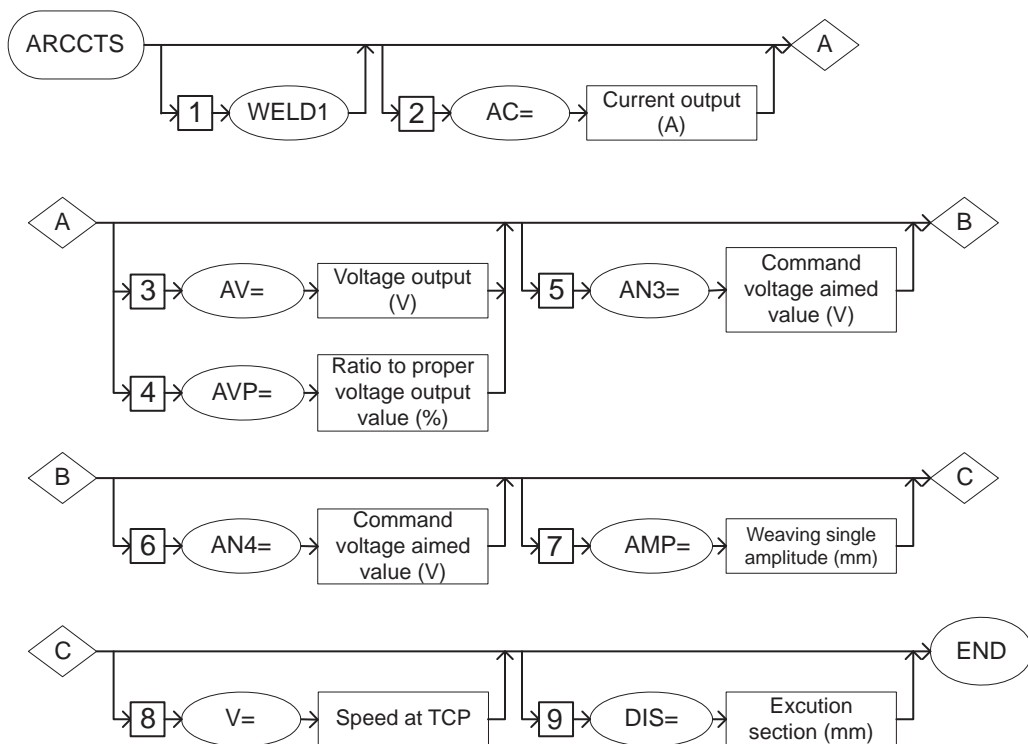 ARCCTS
A
1
WELD1
2
AC=
Current output
(A)
A
B
3
AV=
Voltage output
(V)
5
AN3=
Command
voltage aimed
value (V)
4
AVP=
Ratio to proper
voltage output
value (%)
B
C
6
AN4=
Command
voltage aimed
value (V)
7
AMP=
Weaving single
amplitude (mm)
C
END
8
V=
Speed at TCP
9
DIS=
Excution
section (mm)